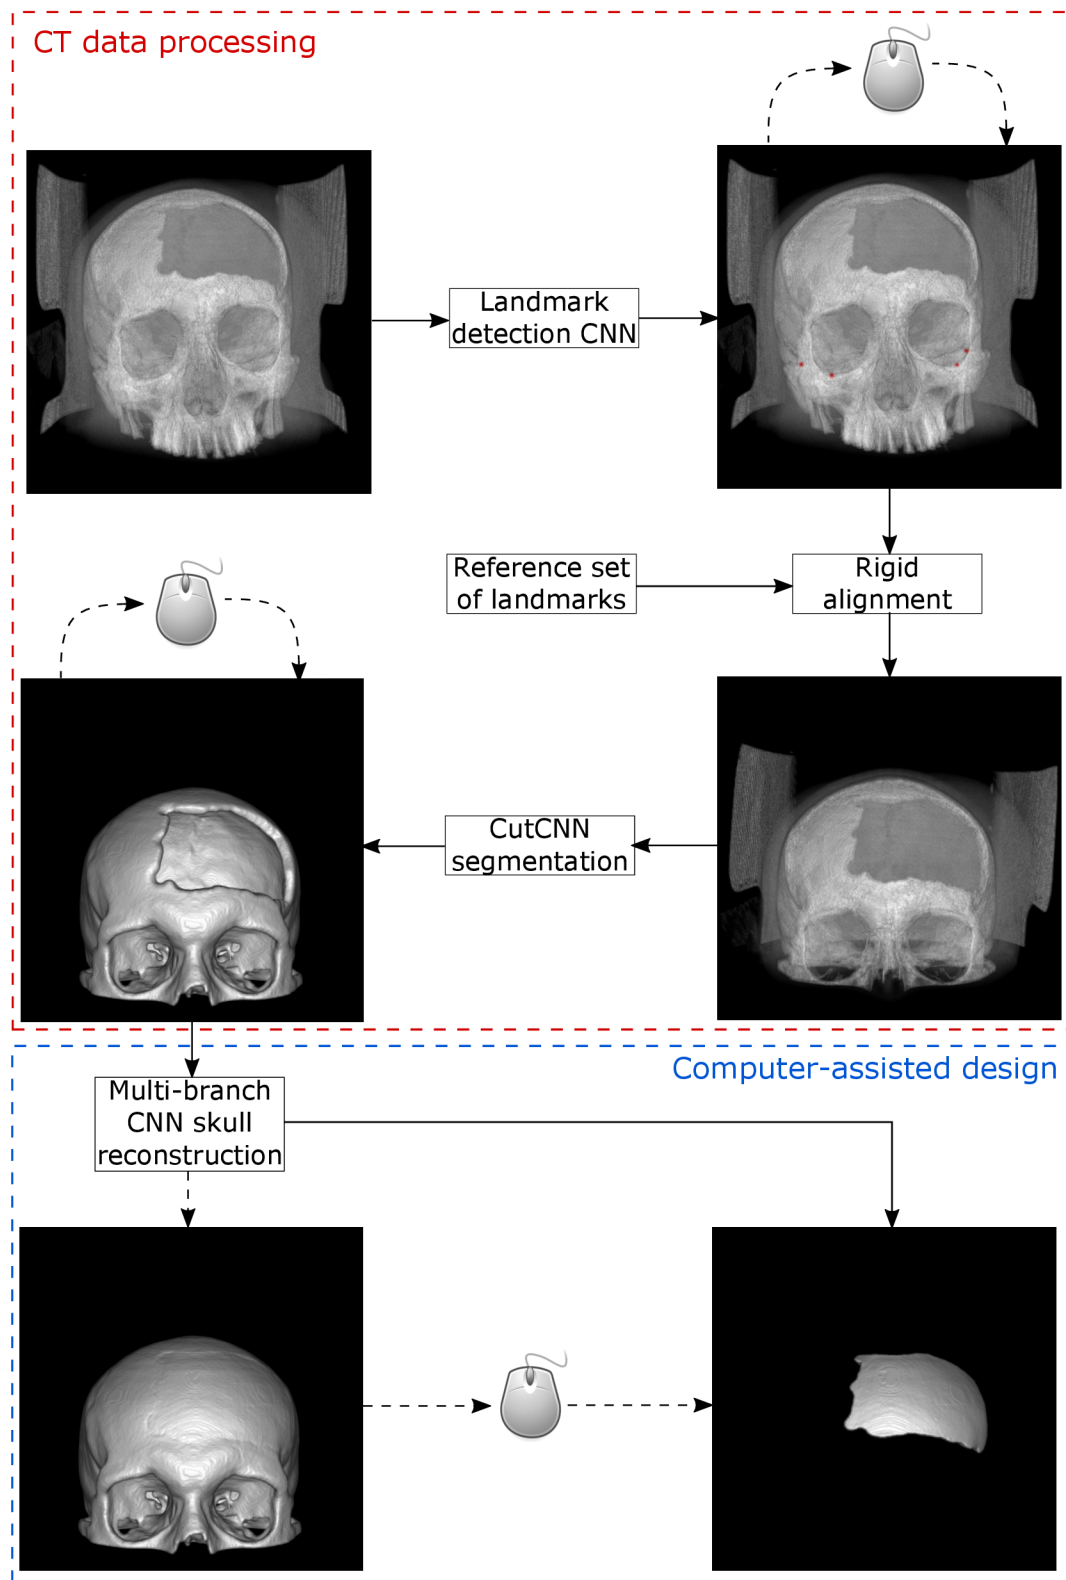 CT data processing
Landmark
detection CNN
Reference set
of landmarks
Rigid
alignment
CutCNN
segmentation
Computer-assisted design
Multi-branch
CNN skull
reconstruction